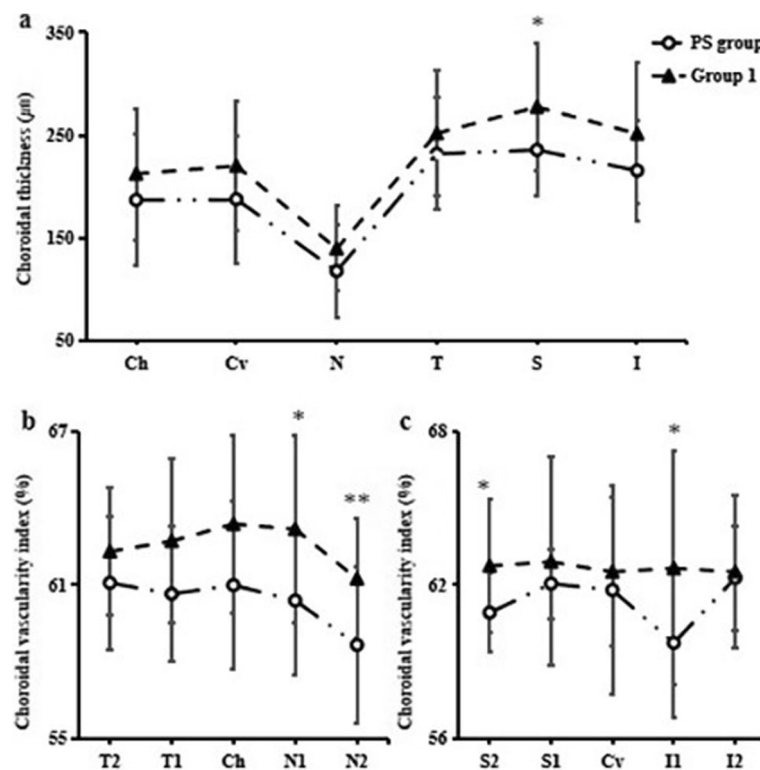 a
350
250
150
50
Choroidal thickness (μm)
*
PS group
Group 1
Ch Cv N T S I
b
67
61
55
Choroidal vascularity index (%)
*
**
T2 T1 Ch N1 N2
c
68
62
56
Choroidal vascularity index (%)
*
*
S2 S1 Cv I1 I2